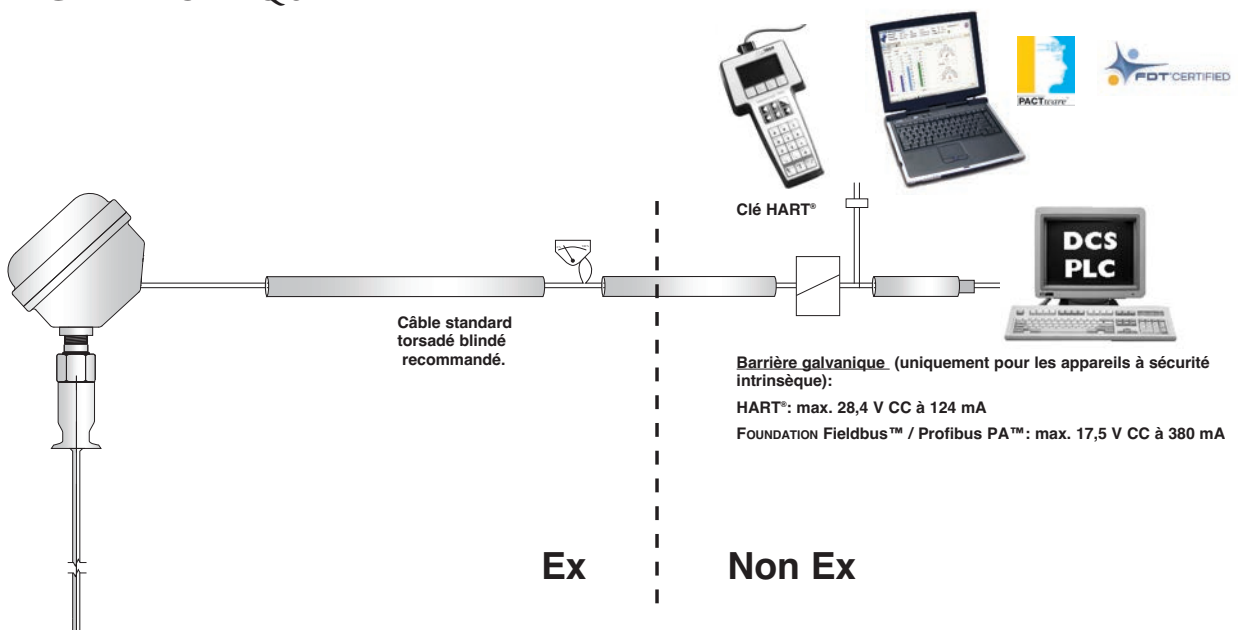 PACTware™
FDT CERTIFIED
Clé HART®
DCS
PLC
Câble standard
torsadé blindé
recommandé.
Barrière galvanique (uniquement pour les appareils à sécurité
intrinsèque):
HART®: max. 28,4 V CC à 124 mA
FOUNDATION Fieldbus™ / Profibus PA™: max. 17,5 V CC à 380 mA
Ex
Non Ex